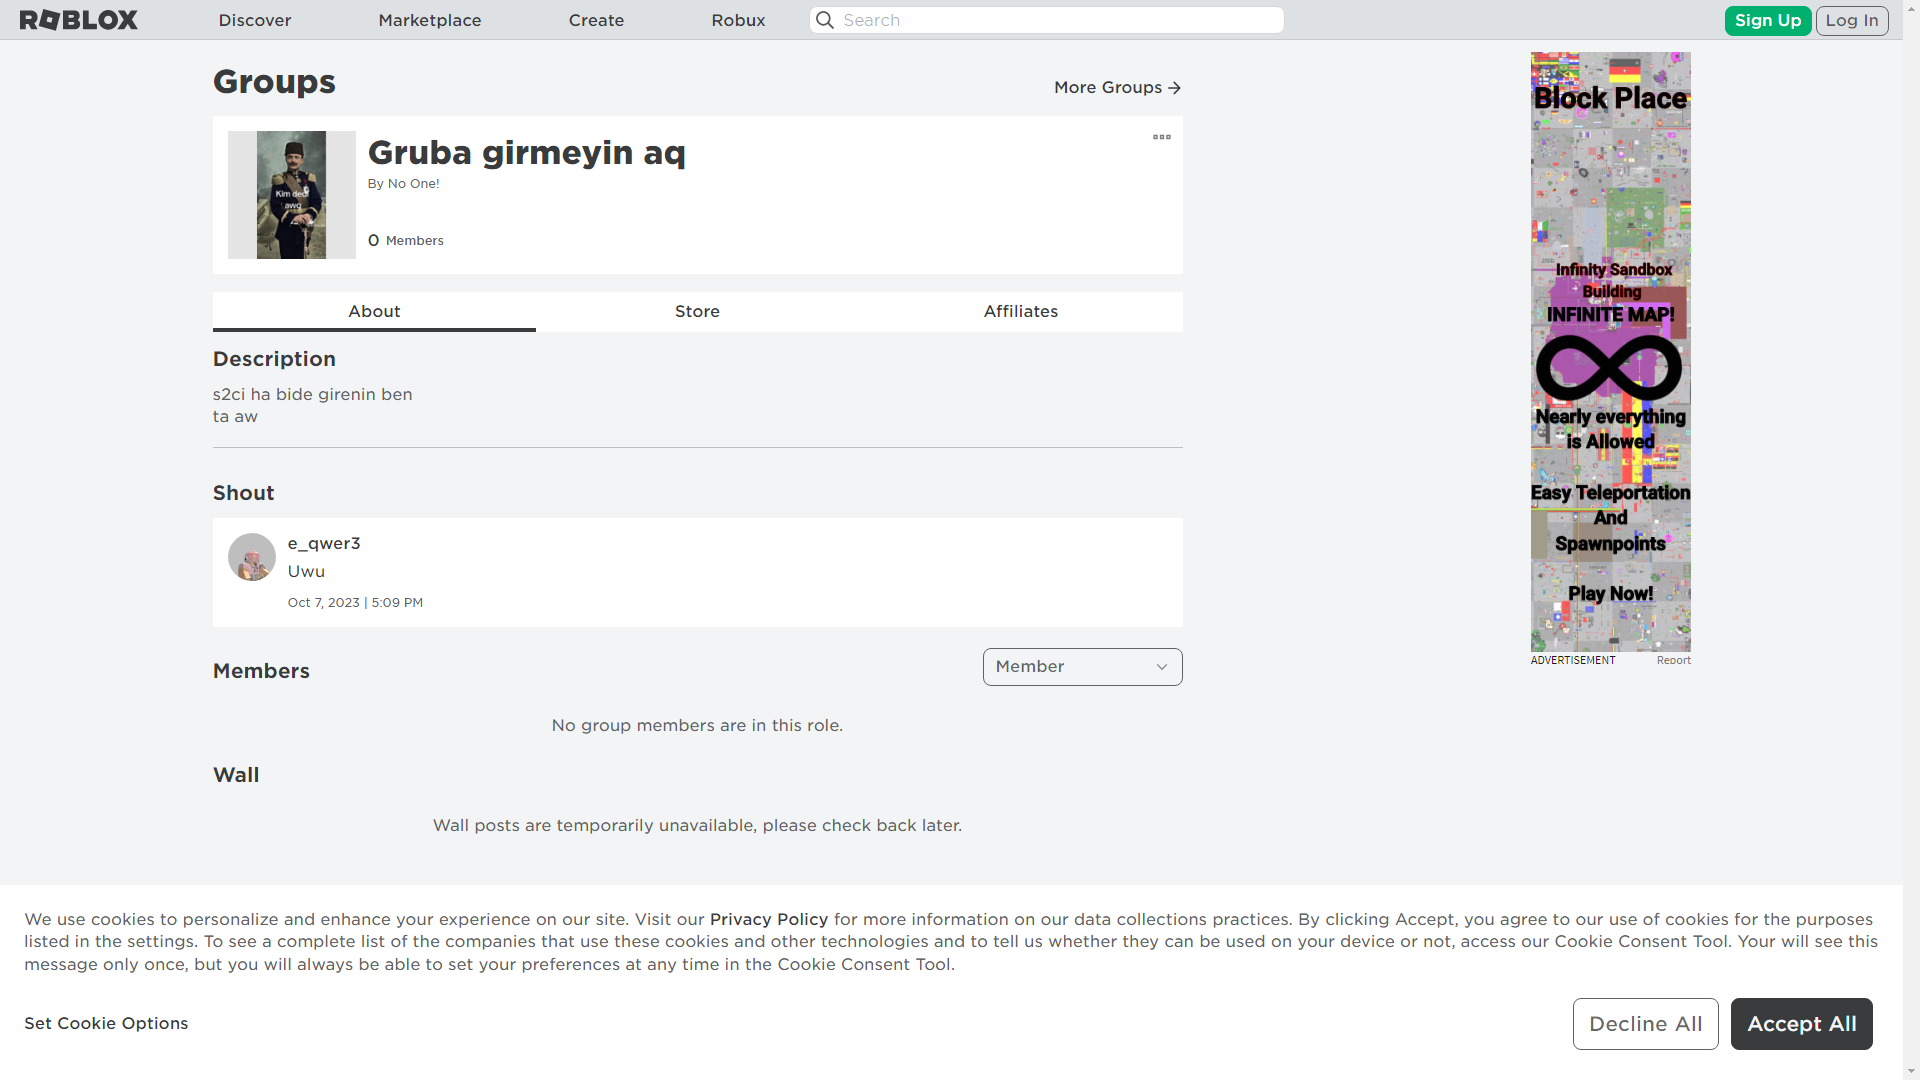 ROBLOX
Discover
Marketplace
Create
Robux
Search
Sign Up
Log In
Groups
More Groups
Gruba girmeyin aq
By No One!
0 Members
Kim dedi
awq
About
Store
Affiliates
Description
s2ci ha bide girenin ben
ta aw
Shout
e_qwer3
Uwu
Oct 7, 2023 | 5:09 PM
Members
Member
No group members are in this role.
Wall
Wall posts are temporarily unavailable, please check back later.
Block Place
Infinity Sandbox
Building
INFINITE MAP!
Nearly everything
is Allowed
Easy Teleportation
And
Spawnpoints
Play Now!
ADVERTISEMENT
Report
We use cookies to personalize and enhance your experience on our site. Visit our Privacy Policy for more information on our data collections practices. By clicking Accept, you agree to our use of cookies for the purposes
listed in the settings. To see a complete list of the companies that use these cookies and other technologies and to tell us whether they can be used on your device or not, access our Cookie Consent Tool. Your will see this
message only once, but you will always be able to set your preferences at any time in the Cookie Consent Tool.
Set Cookie Options
Decline All
Accept All